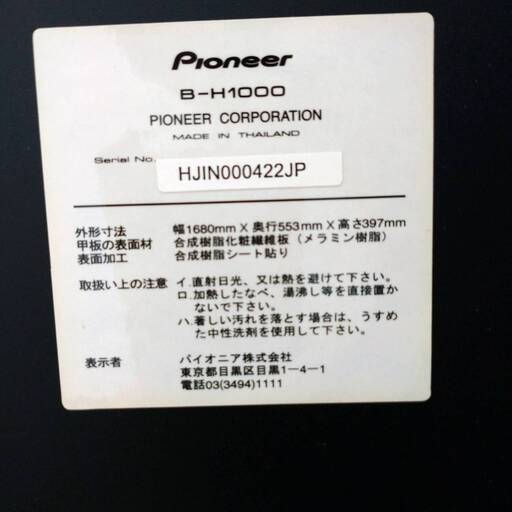 Pioneer
B-H1000
PIONEER CORPORATION
MADE IN THAILAND
Serial No. HJIN000422JP
外形寸法 幅1680mm X 奥行553mm X 高さ397mm
甲板の表面材 合成樹脂化粧繊維板（メラミン樹脂）
表面加工 合成樹脂シート貼り
取扱い上の注意 イ.直射日光、又は熱を避けて下さい。
ロ.加熱したなべ、湯沸し等を直接置か
ないで下さい。
ハ.著しい汚れを落とす場合は、うすめ
た中性洗剤を使用して下さい。
表示者 パイオニア株式会社
東京都目黒区目黒1-4-1
電話03(3494)1111